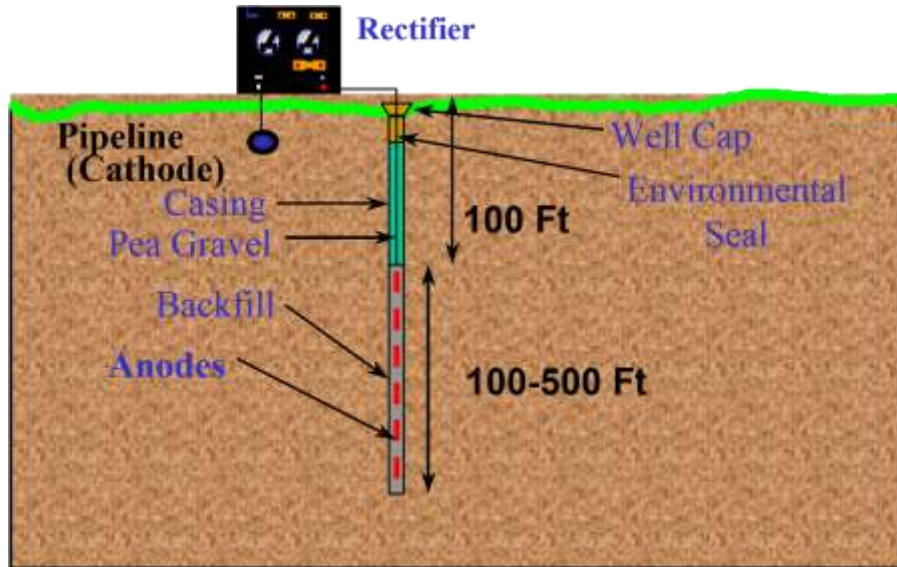 Rectifier
Pipeline
(Cathode)
Well Cap
Casing
Environmental
Seal
100 Ft
Pea Gravel
Backfill
Anodes
100-500 Ft